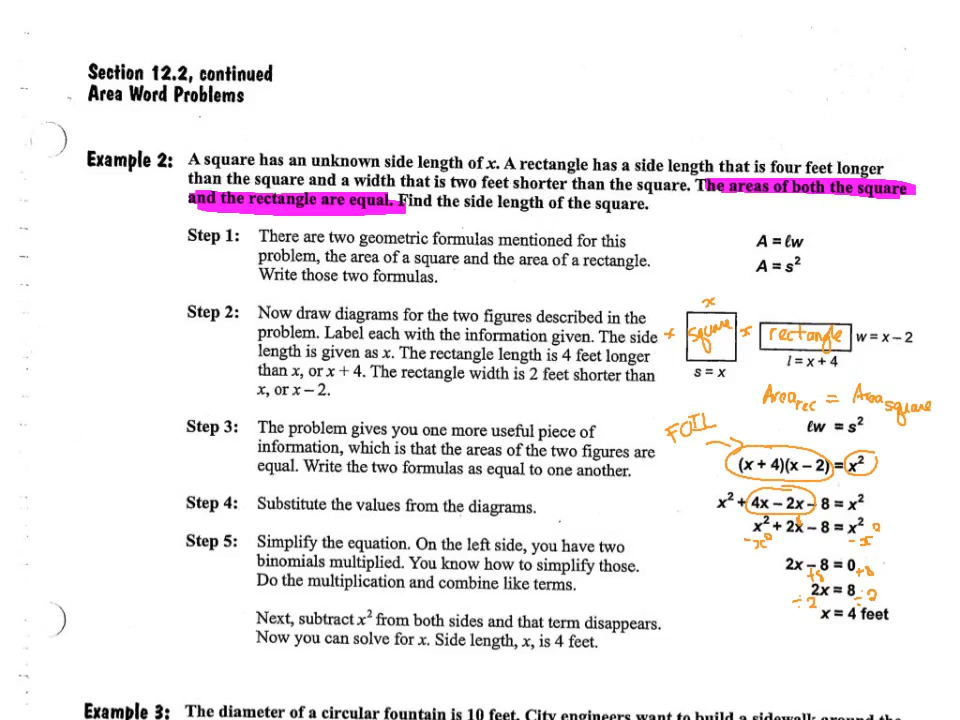 Section 12.2, continued
Area Word Problems
Example 2: A square has an unknown side length of x. A rectangle has a side length that is four feet longer
than the square and a width that is two feet shorter than the square. The areas of both the square
and the rectangle are equal. Find the side length of the square.
Step 1: There are two geometric formulas mentioned for this
problem, the area of a square and the area of a rectangle.
Write those two formulas.
A = ℓw
A = s²
Step 2: Now draw diagrams for the two figures described in the
problem. Label each with the information given. The side
length is given as x. The rectangle length is 4 feet longer
than x, or x + 4. The rectangle width is 2 feet shorter than
x, or x – 2.
x
x square x
s = x
rectangle w = x – 2
l = x + 4
Step 3: The problem gives you one more useful piece of
information, which is that the areas of the two figures are
equal. Write the two formulas as equal to one another.
Area rec = Area square
ℓw = s²
FOIL
(x + 4)(x – 2) = x²
Step 4: Substitute the values from the diagrams.
x² + 4x – 2x – 8 = x²
x² + 2x – 8 = x² 0
Step 5: Simplify the equation. On the left side, you have two
binomials multiplied. You know how to simplify those.
Do the multiplication and combine like terms.
2x – 8 = 0
+8 +8
2x = 8
÷2 ÷2
x = 4 feet
Next, subtract x² from both sides and that term disappears.
Now you can solve for x. Side length, x, is 4 feet.
Example 3: The diameter of a circular fountain is 10 feet. City engineers want to build a sidewalk around the